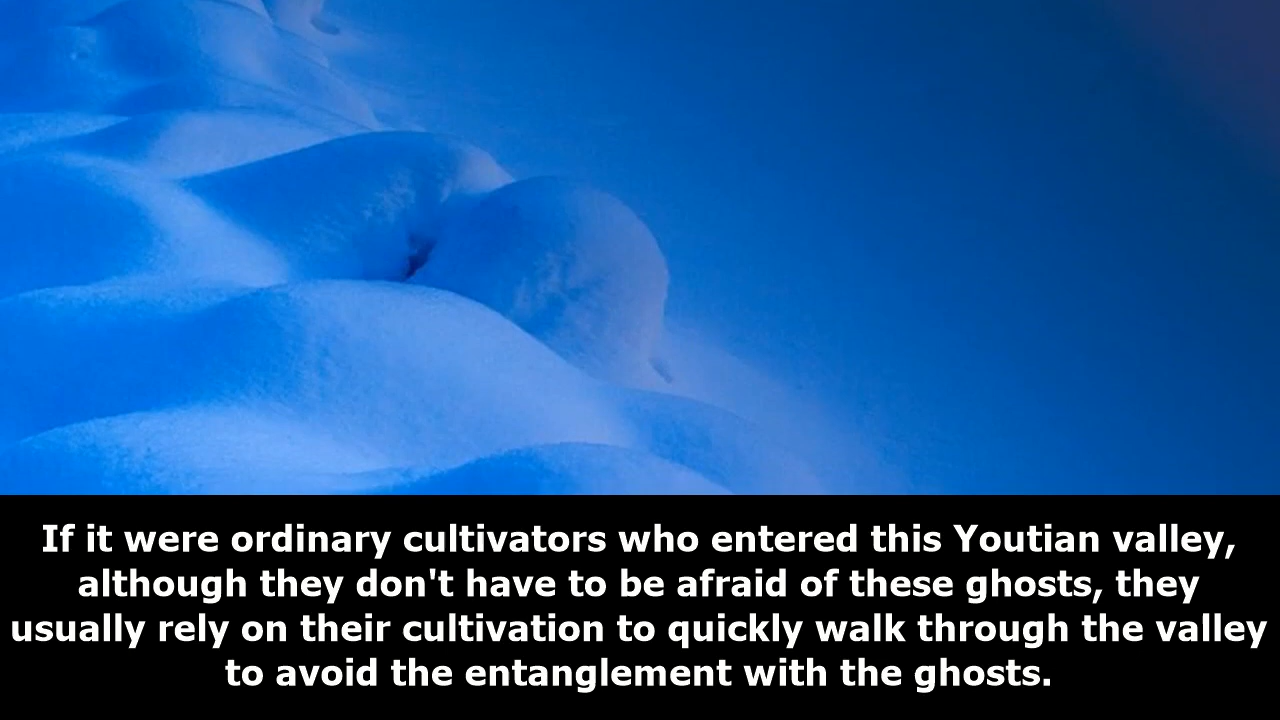 If it were ordinary cultivators who entered this Youtian valley,
although they don't have to be afraid of these ghosts, they
usually rely on their cultivation to quickly walk through the valley
to avoid the entanglement with the ghosts.